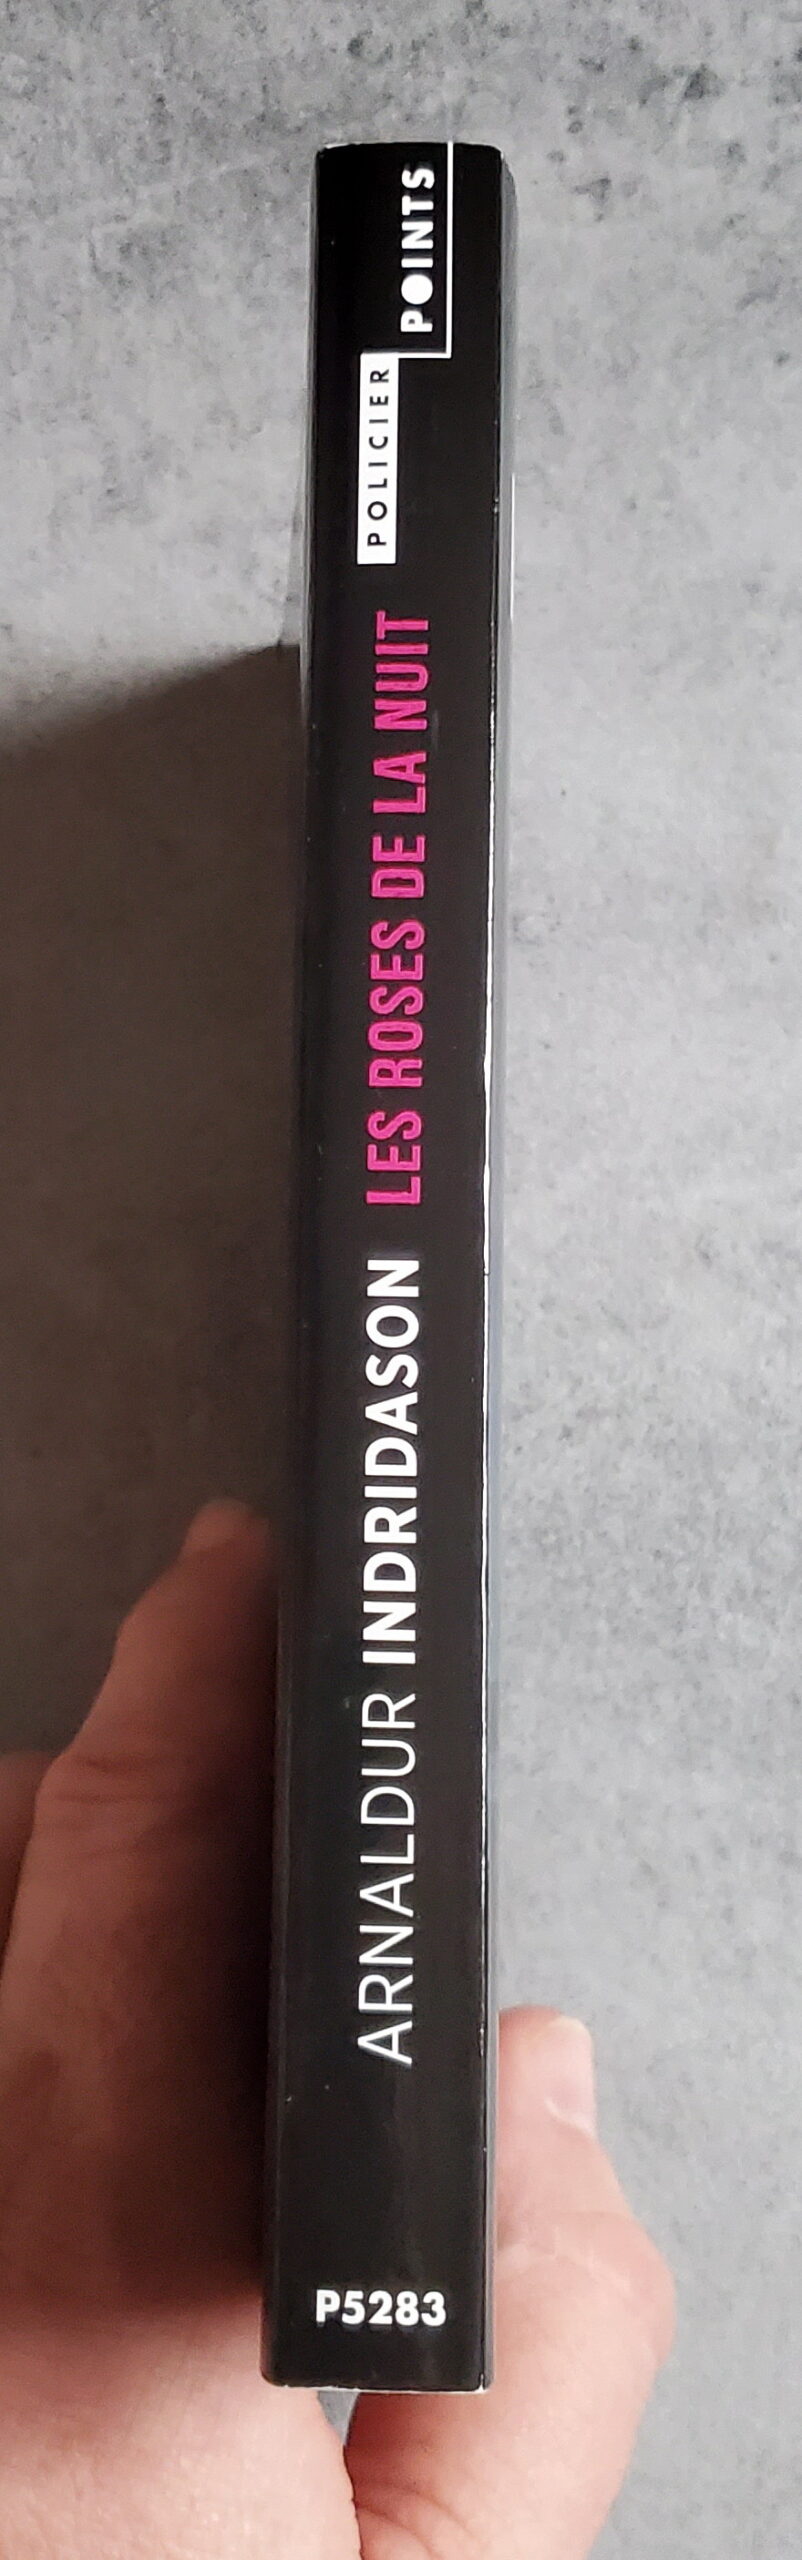 POINTS
POLICIER
LES ROSES DE LA NUIT
ARNALDUR INDRIDASON
P5283